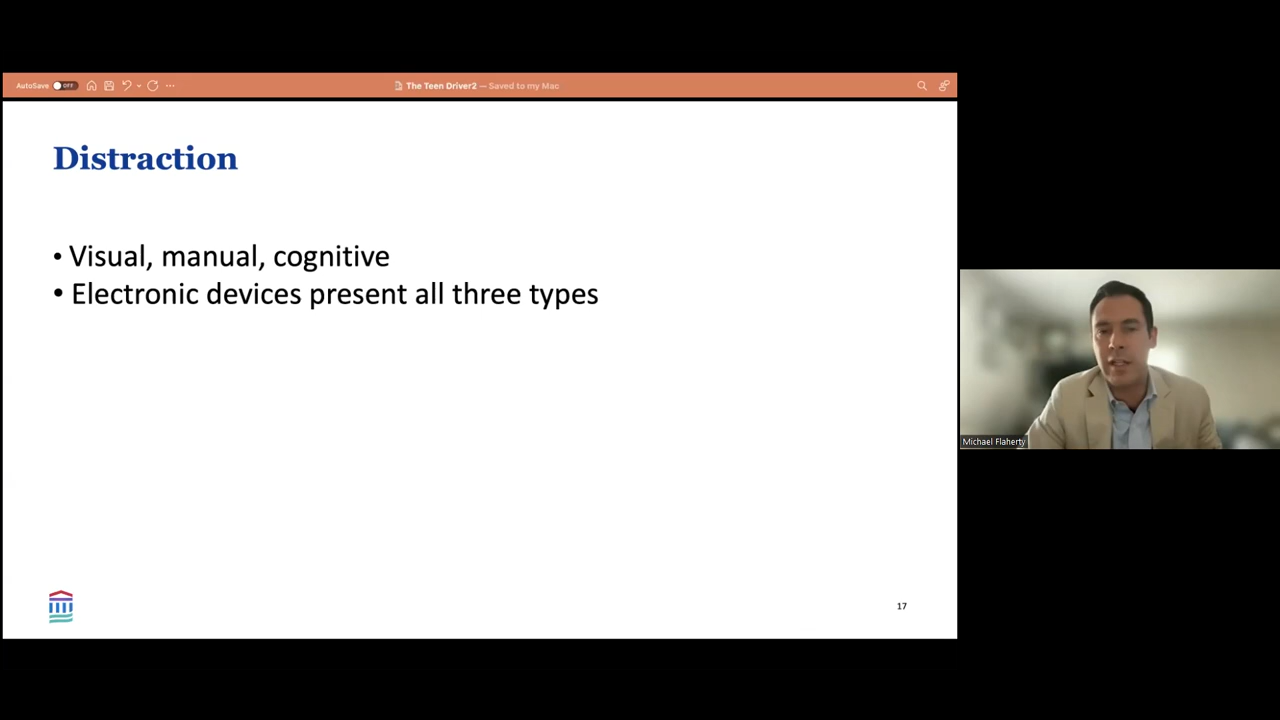 AutoSave OFF
The Teen Driver2 — Saved to my Mac
Distraction
• Visual, manual, cognitive
• Electronic devices present all three types
Michael Flaherty
17